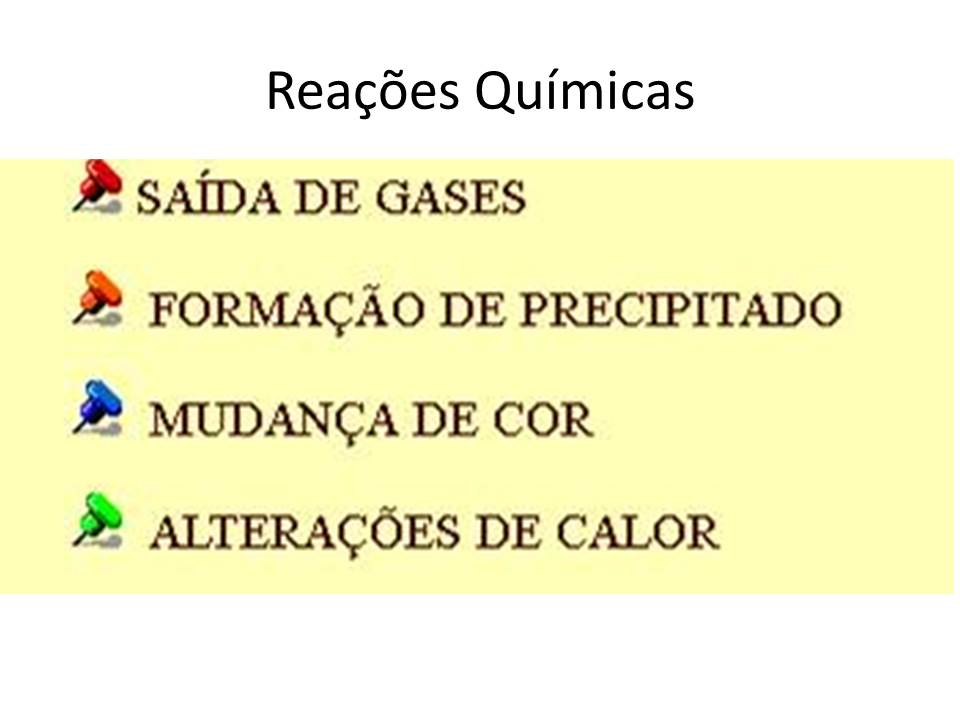 Reações Químicas
SAÍDA DE GASES
FORMAÇÃO DE PRECIPITADO
MUDANÇA DE COR
ALTERAÇÕES DE CALOR